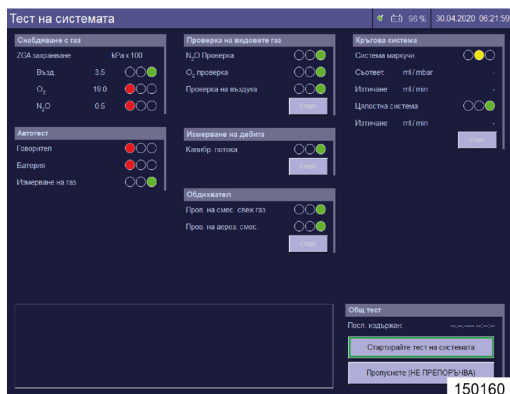 Тест на системата
96 %
30.04.2020 06:21:59
Снабдяване с газ
ZGA захранване kPa x 100
Възд. 3.5
O2 19.0
N2O 0.5
Автотест
Говорител
Батерия
Измерване на газ
Проверка на видовете газ
N2O Проверка
O2 проверка
Проверка на въздуха
Старт
Измерване на дебита
Калибр. потока
Старт
Обдихвател
Пров. на смес. свеж газ
Пров. на аероз. смес.
Старт
Кръгова система
Система маркучи
Съответ. ml/mbar -
Изтичане ml/min -
Цялостна система
Изтичане ml/min -
Старт
Общ тест
Посл. издържан: --.--.---- --:--:--
Стартирайте тест на системата
Пропуснете (НЕ ПРЕПОРЪЧВА)
150160